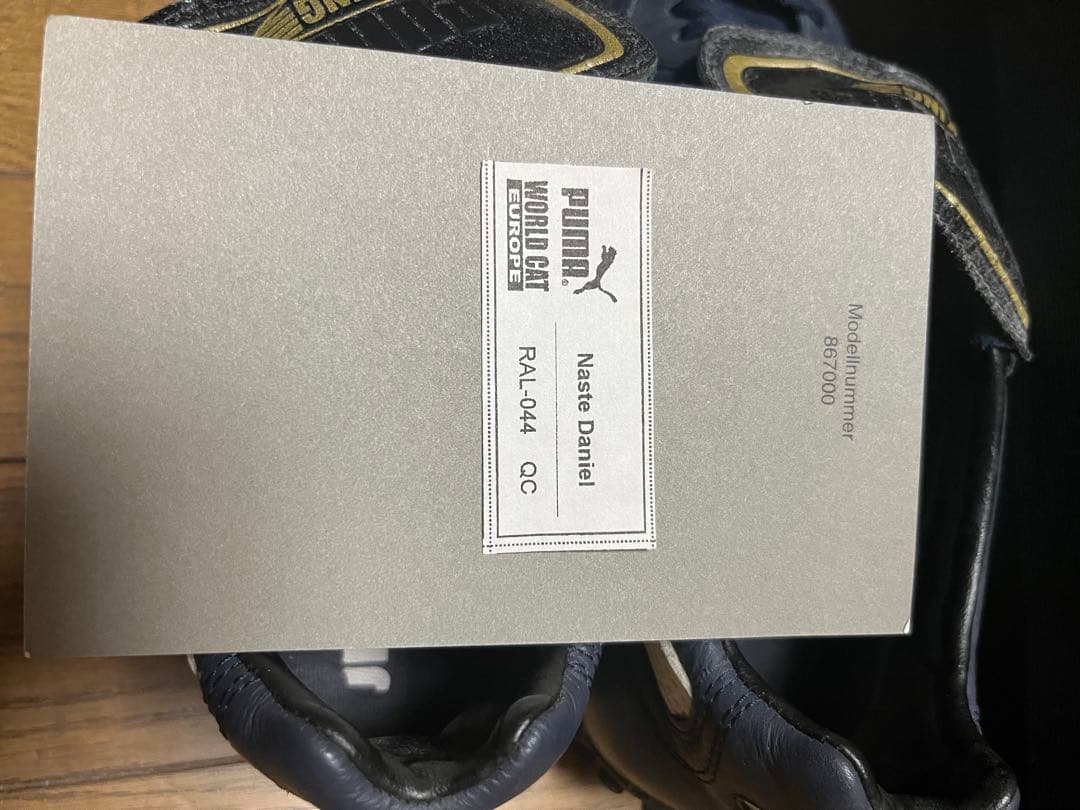 Modellnummer
867000
PUMA®
WORLD CAT
EUROPE
Naste Daniel
RAL-044 QC